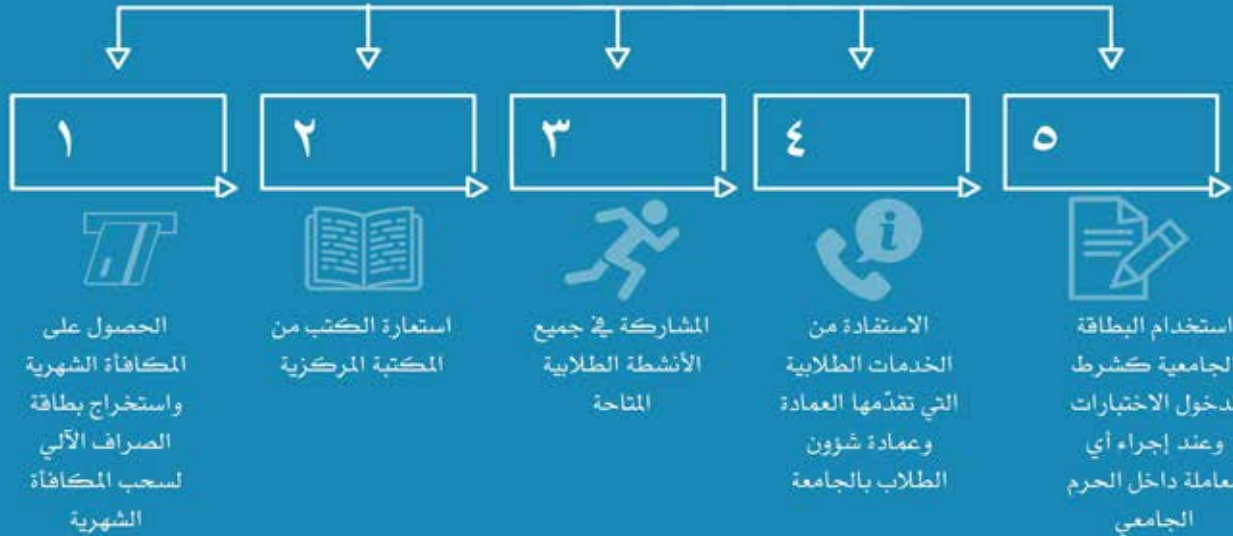 ١
الحصول على
المكافأة الشهرية
واستخراج بطاقة
الصراف الآلي
لسحب المكافأة
الشهرية
٢
استعارة الكتب من
المكتبة المركزية
٣
المشاركة في جميع
الأنشطة الطلابية
المتاحة
٤
الاستفادة من
الخدمات الطلابية
التي تقدّمها العمادة
وعمادة شؤون
الطلاب بالجامعة
٥
استخدام البطاقة
الجامعية كشرط
دخول الاختبارات
وعند إجراء أي
عاملة داخل الحرم
الجامعي